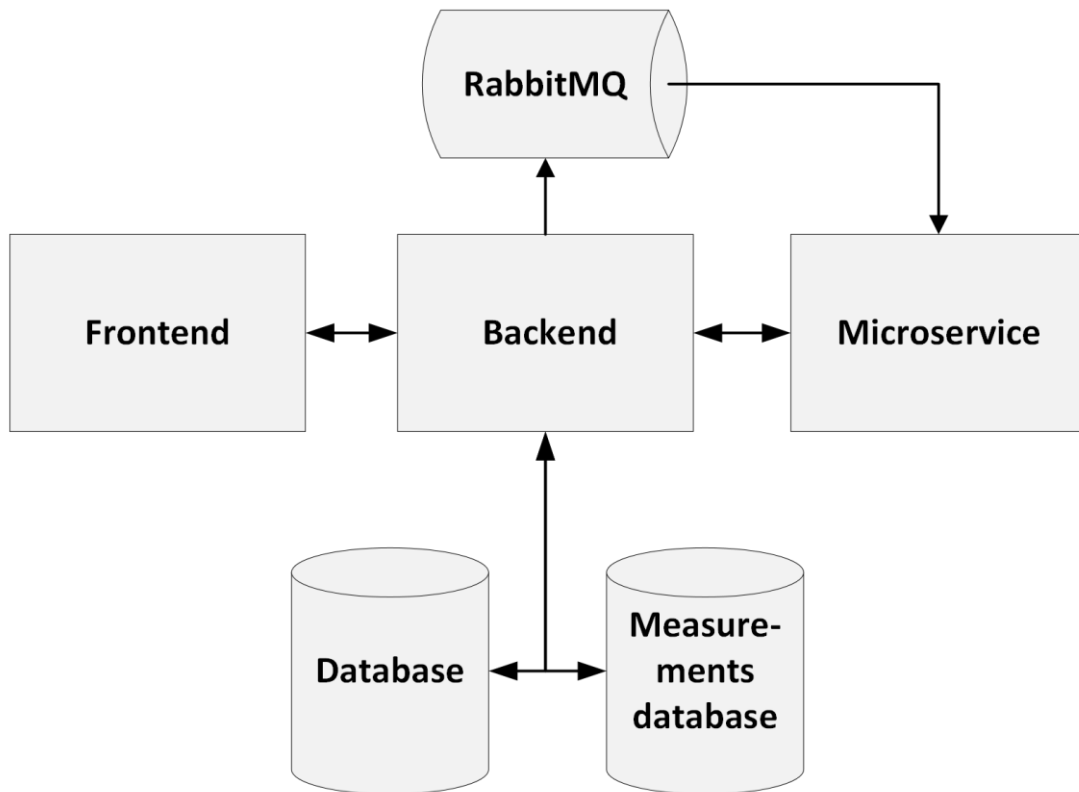 RabbitMQ
Frontend
Backend
Microservice
Database
Measure-
ments
database